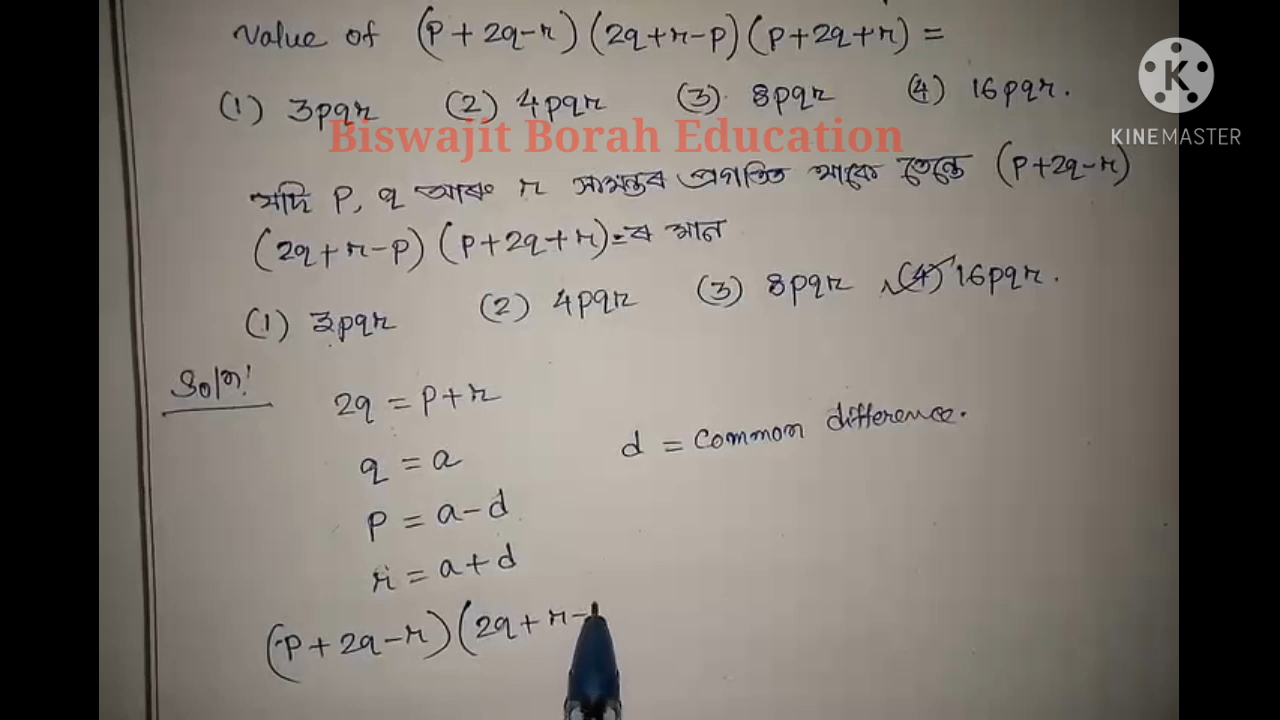 value of (p + 2q - r) (2q + r - p) (p + 2q + r) =
(1) 3pqr (2) 4pqr (3) 8pqr (4) 16pqr.
KINEMASTER
Biswajit Borah Education
যদি p, q আৰু r সমান্তৰ প্ৰগতিত থাকে তেন্তে (p+2q-r)
(2q + r - p) (p + 2q + r) = ৰ মান
(1) 3pqr (2) 4pqr (3) 8pqr (4) 16pqr.
Soln:
2q = p + r
q = a d = common difference.
p = a - d
r = a + d
(p + 2q - r) (2q + r -